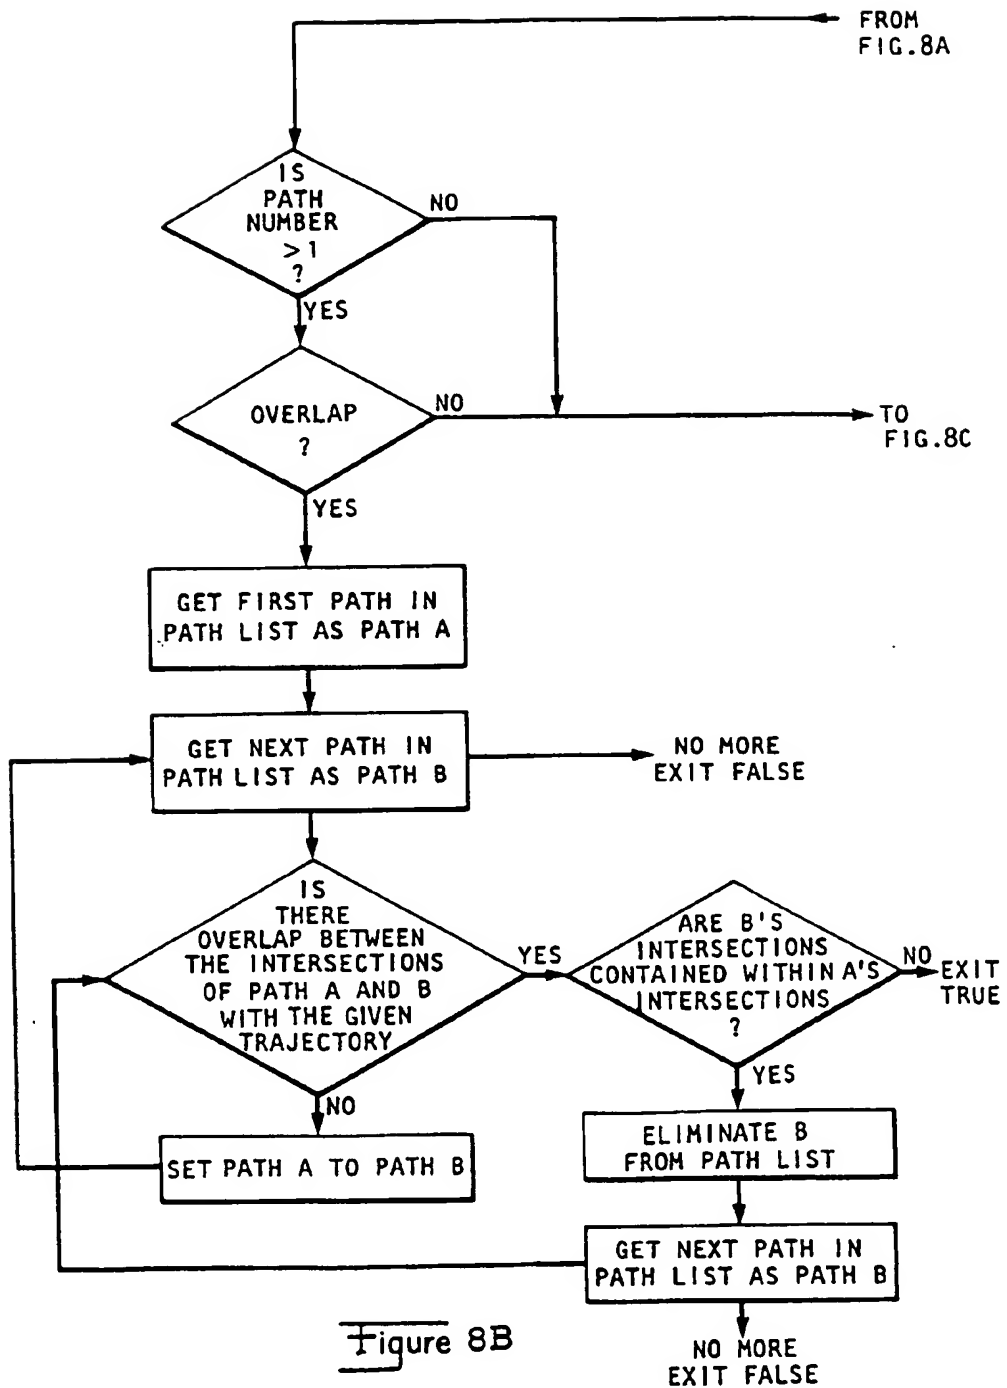 FROM
FIG.8A
IS
PATH
NUMBER
>1
?
NO
YES
OVERLAP
?
NO
TO
FIG.8C
YES
GET FIRST PATH IN
PATH LIST AS PATH A
GET NEXT PATH IN
PATH LIST AS PATH B
NO MORE
EXIT FALSE
IS
THERE
OVERLAP BETWEEN
THE INTERSECTIONS
OF PATH A AND B
WITH THE GIVEN
TRAJECTORY
YES
ARE B'S
INTERSECTIONS
CONTAINED WITHIN A'S
INTERSECTIONS
?
NO
EXIT
TRUE
NO
YES
SET PATH A TO PATH B
ELIMINATE B
FROM PATH LIST
GET NEXT PATH IN
PATH LIST AS PATH B
NO MORE
EXIT FALSE
Figure 8B